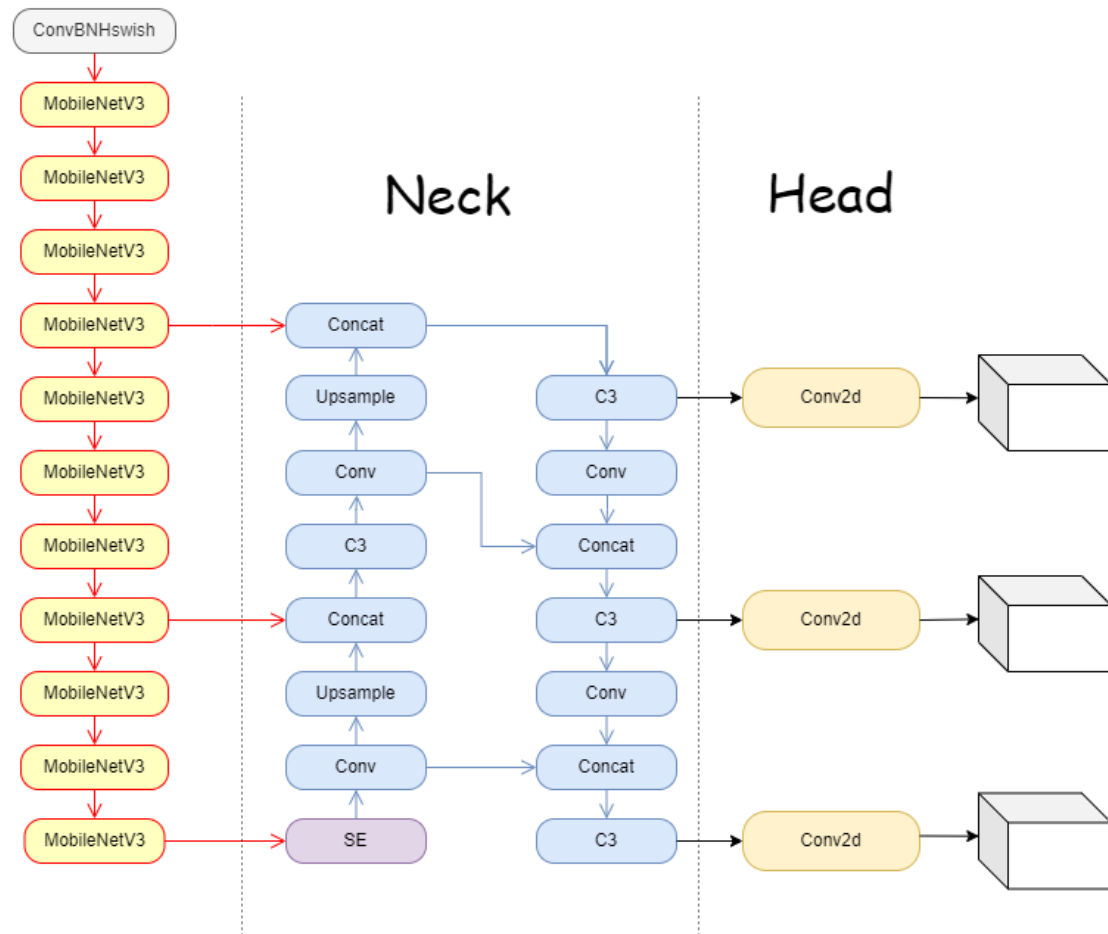 ConvBNHswish
MobileNetV3
MobileNetV3
MobileNetV3
MobileNetV3
MobileNetV3
MobileNetV3
MobileNetV3
MobileNetV3
MobileNetV3
MobileNetV3
MobileNetV3
Neck
Concat
Upsample
Conv
C3
Concat
Upsample
Conv
SE
C3
Conv
Concat
C3
Conv
Concat
C3
Head
Conv2d
Conv2d
Conv2d